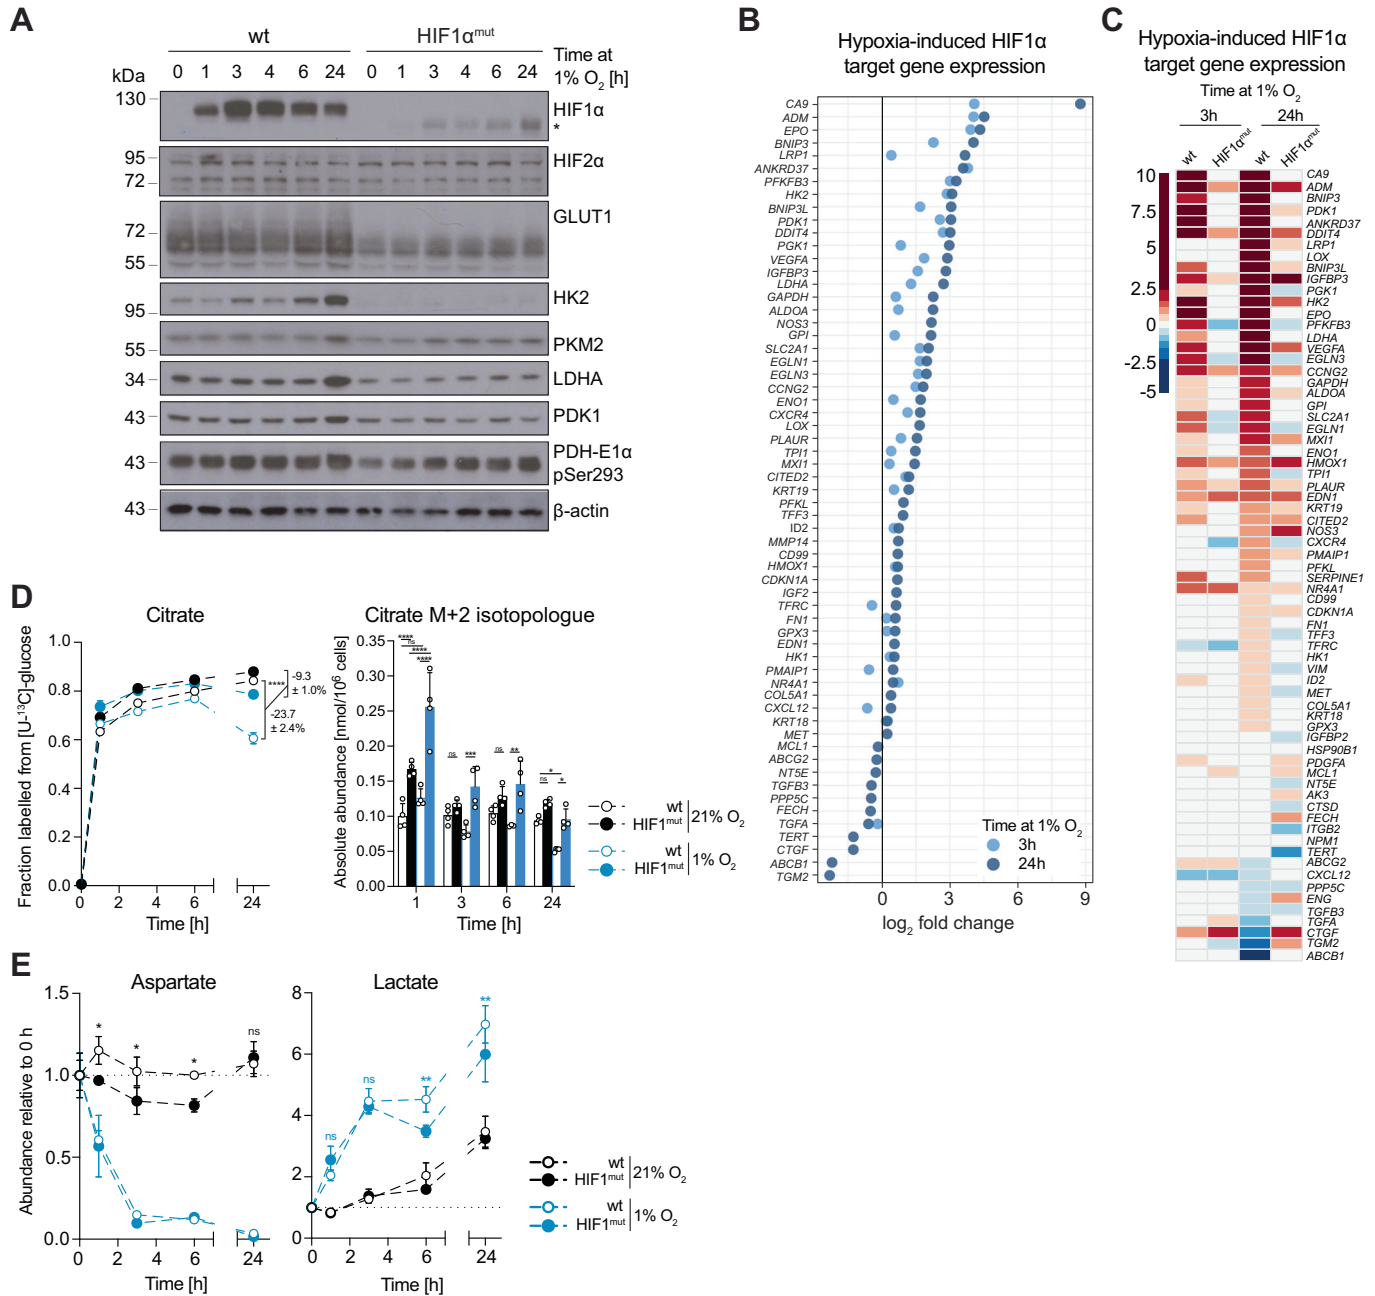 A
wt
HIF1α^mut
0 1 3 4 6 24 0 1 3 4 6 24
Time at
1% O₂ [h]
kDa
130
HIF1α
*
95
72
HIF2α
72
55
GLUT1
95
HK2
55
PKM2
34
LDHA
43
PDK1
43
PDH-E1α
pSer293
43
β-actin
B
Hypoxia-induced HIF1α
target gene expression
CA9
ADM
EPO
BNIP3
LRP1
ANKRD37
PFKFB3
HK2
BNIP3L
PDK1
DDIT4
PGK1
VEGFA
IGFBP3
LDHA
GAPDH
ALDOA
NOS3
GPI
SLC2A1
EGLN1
EGLN3
CCNG2
ENO1
CXCR4
LOX
PLAUR
TPI1
MXI1
CITED2
KRT19
PFKL
TFF3
ID2
MMP14
CD99
HMOX1
CDKN1A
IGF2
TFRC
FN1
GPX3
EDN1
HK1
PMAIP1
NR4A1
COL5A1
CXCL12
KRT18
MET
MCL1
ABCG2
NT5E
TGFB3
PPP5C
FECH
TGFA
TERT
CTGF
ABCB1
TGM2
Time at 1% O₂
3h
24h
0 3 6 9
log₂ fold change
C
Hypoxia-induced HIF1α
target gene expression
Time at 1% O₂
3h 24h
wt HIF1α^mut wt HIF1α^mut
10
7.5
5
2.5
0
-2.5
-5
CA9
ADM
BNIP3
PDK1
ANKRD37
DDIT4
LRP1
LOX
BNIP3L
IGFBP3
PGK1
HK2
EPO
PFKFB3
LDHA
VEGFA
EGLN3
CCNG2
GAPDH
ALDOA
GPI
SLC2A1
EGLN1
MXI1
ENO1
HMOX1
TPI1
PLAUR
EDN1
KRT19
CITED2
NOS3
CXCR4
PMAIP1
PFKL
SERPINE1
NR4A1
CD99
CDKN1A
FN1
TFF3
TFRC
HK1
VIM
ID2
MET
COL5A1
KRT18
GPX3
IGFBP2
HSP90B1
PDGFA
MCL1
NT5E
AK3
CTSD
FECH
ITGB2
NPM1
TERT
ABCG2
CXCL12
PPP5C
ENG
TGFB3
TGFA
CTGF
TGM2
ABCB1
D
Citrate
Fraction labelled from [U-¹³C]-glucose
1.0
0.8
0.6
0.4
0.2
0.0
0 2 4 6 24
Time [h]
****
-9.3
± 1.0%
-23.7
± 2.4%
Citrate M+2 isotopologue
Absolute abundance [nmol/10⁶ cells]
0.35
0.30
0.25
0.20
0.15
0.10
0.05
0.00
****
ns
****
****
ns
***
ns
**
*
ns
*
1 3 6 24
Time [h]
wt
HIF1^mut
21% O₂
wt
HIF1^mut
1% O₂
E
Aspartate
Abundance relative to 0 h
1.5
1.0
0.5
0.0
*
*
*
ns
0 2 4 6 24
Time [h]
Lactate
8
6
4
2
0
ns
ns
**
**
0 2 4 6 24
Time [h]
wt
HIF1^mut
21% O₂
wt
HIF1^mut
1% O₂